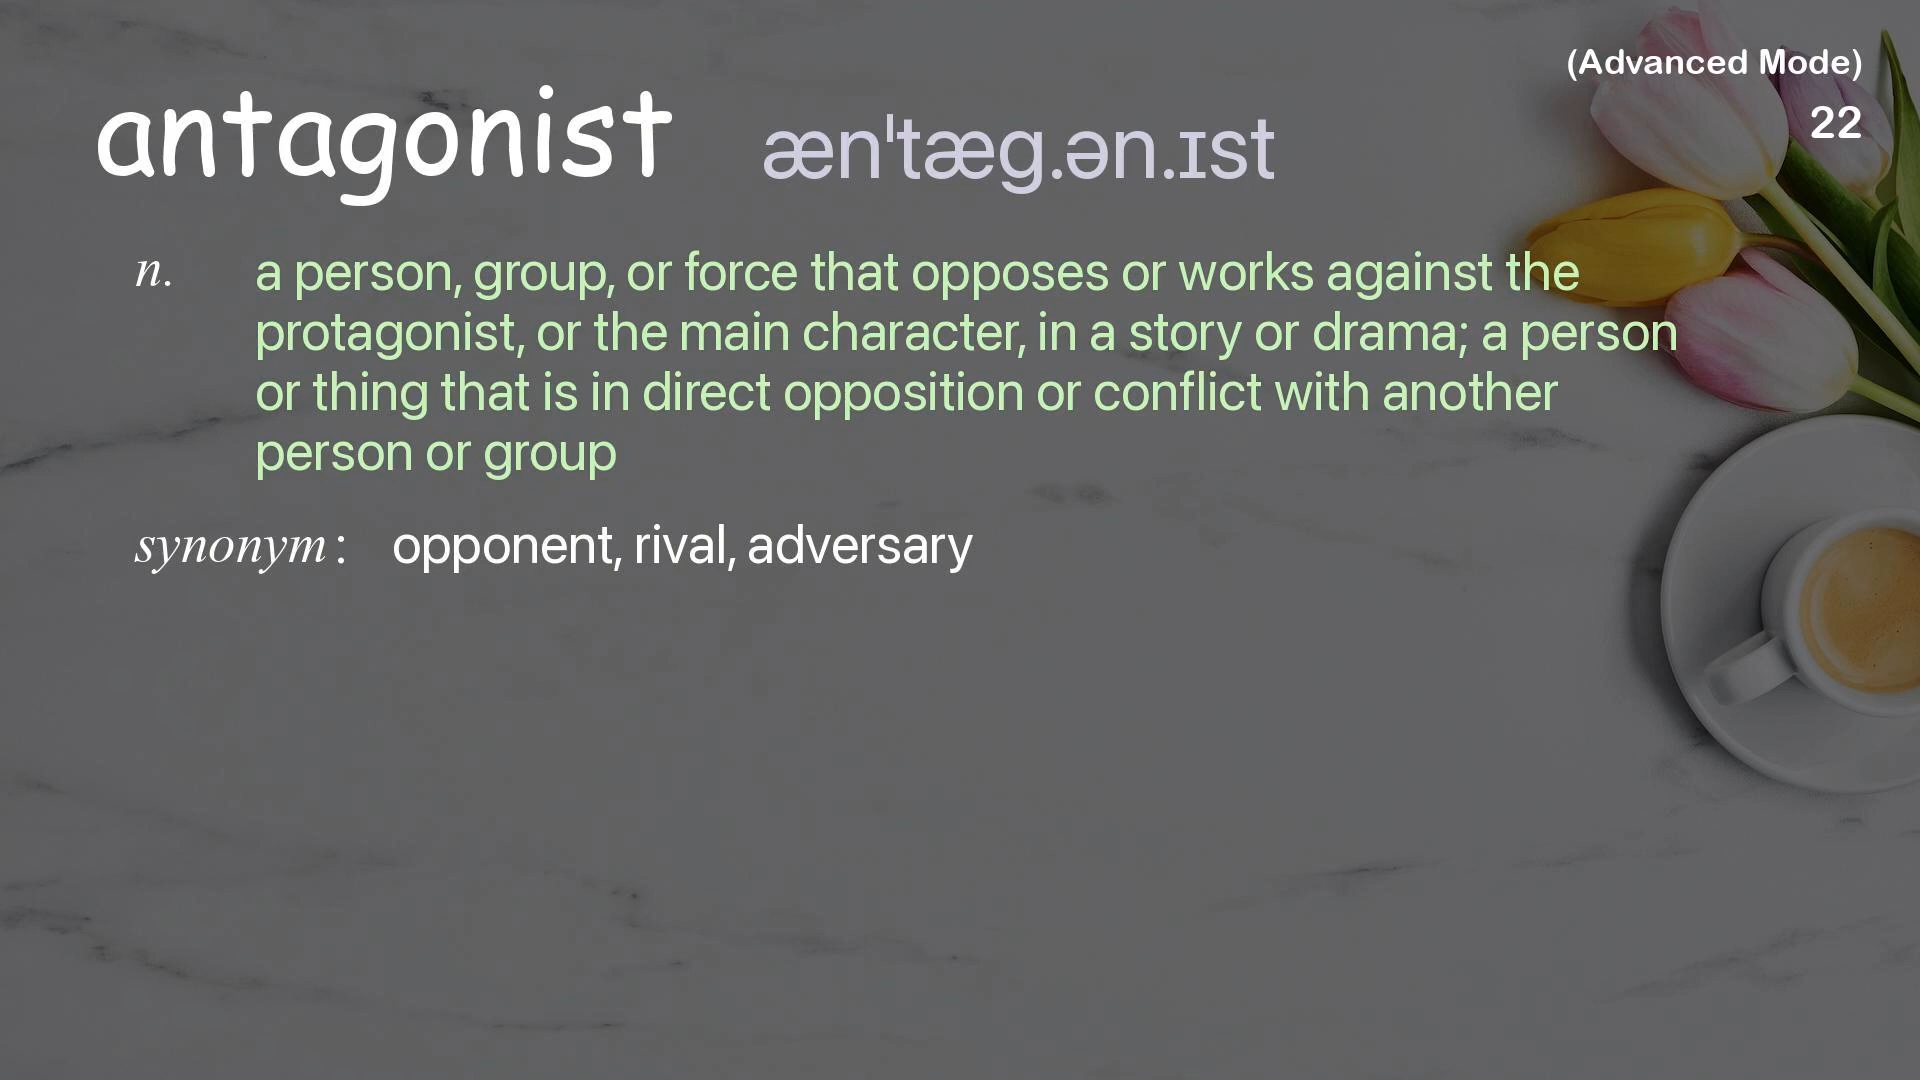 (Advanced Mode)
22
antagonist ænˈtæg.ən.ɪst
n. a person, group, or force that opposes or works against the
protagonist, or the main character, in a story or drama; a person
or thing that is in direct opposition or conflict with another
person or group
synonym: opponent, rival, adversary